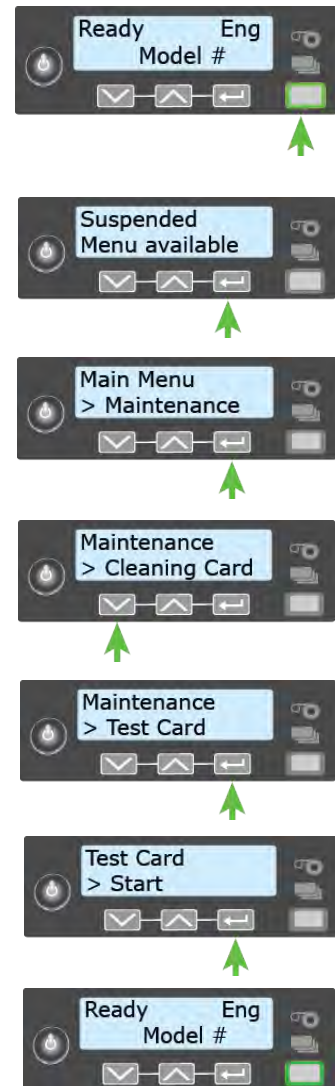 Ready Eng
Model #
Suspended
Menu available
Main Menu
> Maintenance
Maintenance
> Cleaning Card
Maintenance
> Test Card
Test Card
> Start
Ready Eng
Model #